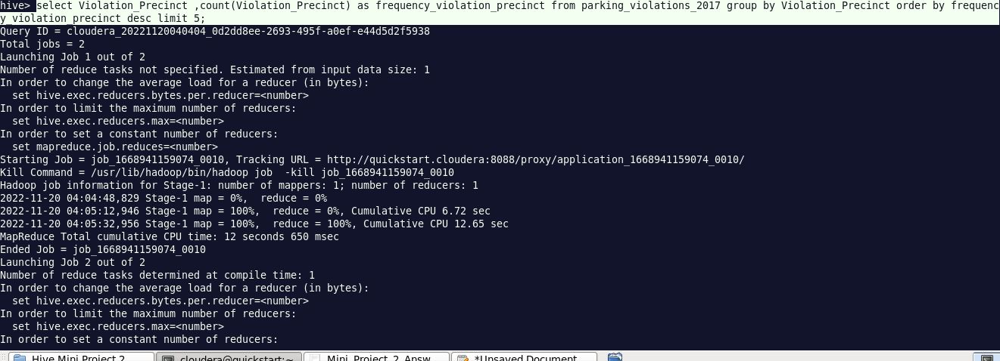 hive> select Violation_Precinct ,count(Violation_Precinct) as frequency_violation_precinct from parking_violations_2017 group by Violation_Precinct order by frequenc
y_violation_precinct desc limit 5;
Query ID = cloudera_20221120040404_0d2dd8ee-2693-495f-a0ef-e44d5d2f5938
Total jobs = 2
Launching Job 1 out of 2
Number of reduce tasks not specified. Estimated from input data size: 1
In order to change the average load for a reducer (in bytes):
  set hive.exec.reducers.bytes.per.reducer=<number>
In order to limit the maximum number of reducers:
  set hive.exec.reducers.max=<number>
In order to set a constant number of reducers:
  set mapreduce.job.reduces=<number>
Starting Job = job_1668941159074_0010, Tracking URL = http://quickstart.cloudera:8088/proxy/application_1668941159074_0010/
Kill Command = /usr/lib/hadoop/bin/hadoop job  -kill job_1668941159074_0010
Hadoop job information for Stage-1: number of mappers: 1; number of reducers: 1
2022-11-20 04:04:48,829 Stage-1 map = 0%,  reduce = 0%
2022-11-20 04:05:12,946 Stage-1 map = 100%,  reduce = 0%, Cumulative CPU 6.72 sec
2022-11-20 04:05:32,956 Stage-1 map = 100%,  reduce = 100%, Cumulative CPU 12.65 sec
MapReduce Total cumulative CPU time: 12 seconds 650 msec
Ended Job = job_1668941159074_0010
Launching Job 2 out of 2
Number of reduce tasks determined at compile time: 1
In order to change the average load for a reducer (in bytes):
  set hive.exec.reducers.bytes.per.reducer=<number>
In order to limit the maximum number of reducers:
  set hive.exec.reducers.max=<number>
In order to set a constant number of reducers:
Hive Mini Project 2 cloudera@quickstart:~ Mini_Project_2_Answ... *Unsaved Document